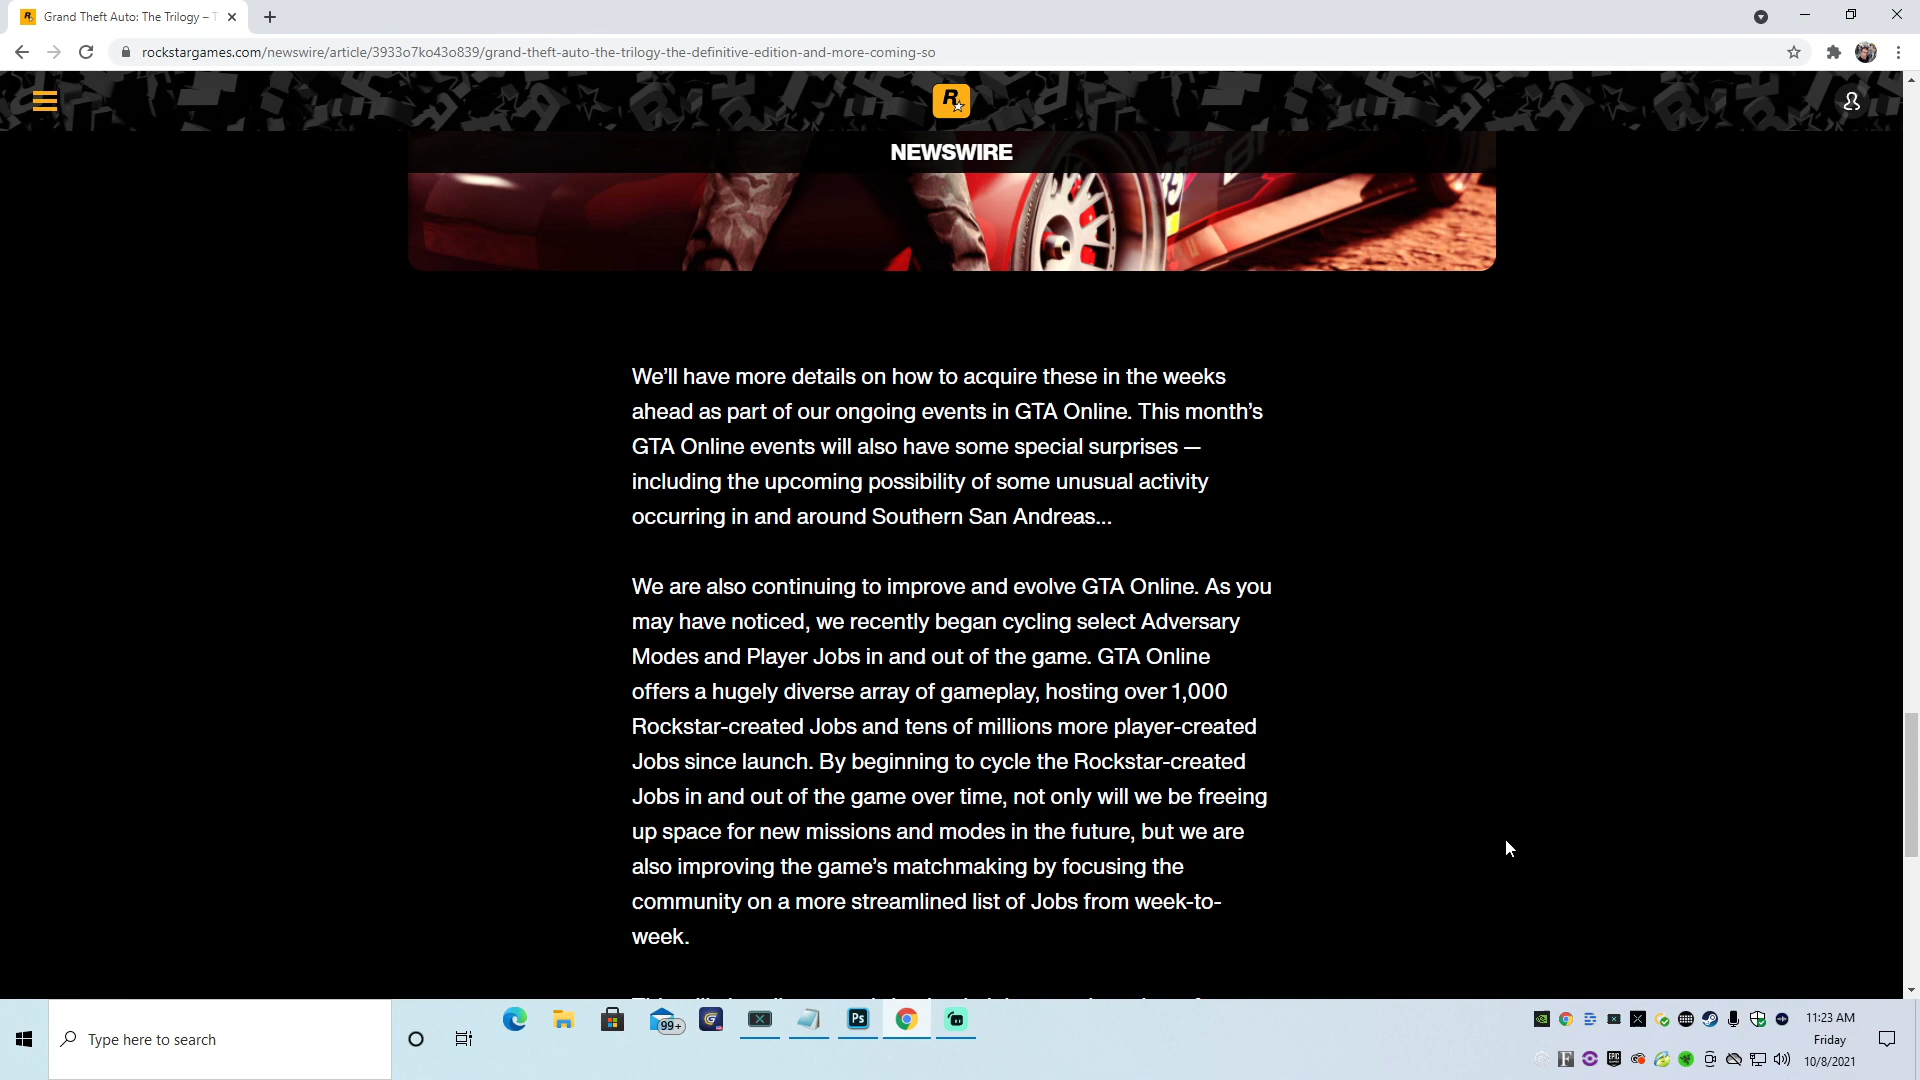 Grand Theft Auto: The Trilogy – T
rockstargames.com/newswire/article/3933o7ko43o839/grand-theft-auto-the-trilogy-the-definitive-edition-and-more-coming-so
R
NEWSWIRE
We’ll have more details on how to acquire these in the weeks
ahead as part of our ongoing events in GTA Online. This month’s
GTA Online events will also have some special surprises —
including the upcoming possibility of some unusual activity
occurring in and around Southern San Andreas...
We are also continuing to improve and evolve GTA Online. As you
may have noticed, we recently began cycling select Adversary
Modes and Player Jobs in and out of the game. GTA Online
offers a hugely diverse array of gameplay, hosting over 1,000
Rockstar-created Jobs and tens of millions more player-created
Jobs since launch. By beginning to cycle the Rockstar-created
Jobs in and out of the game over time, not only will we be freeing
up space for new missions and modes in the future, but we are
also improving the game’s matchmaking by focusing the
community on a more streamlined list of Jobs from week-to-
week.
Type here to search
99+
Ps
11:23 AM
Friday
10/8/2021